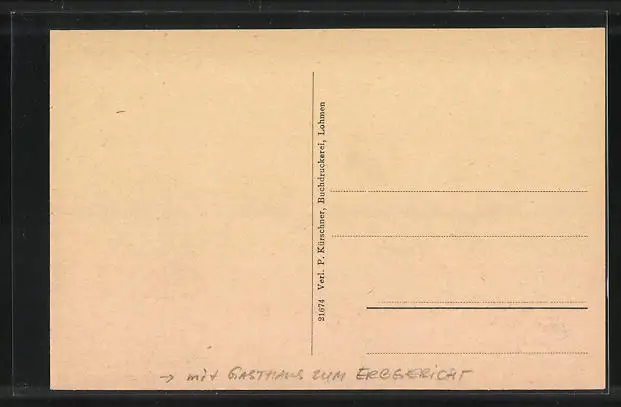 21674 Verl. P. Kürschner, Buchdruckerei, Lohmen
→ mit GASTHAUS ZUM ERBGERICHT